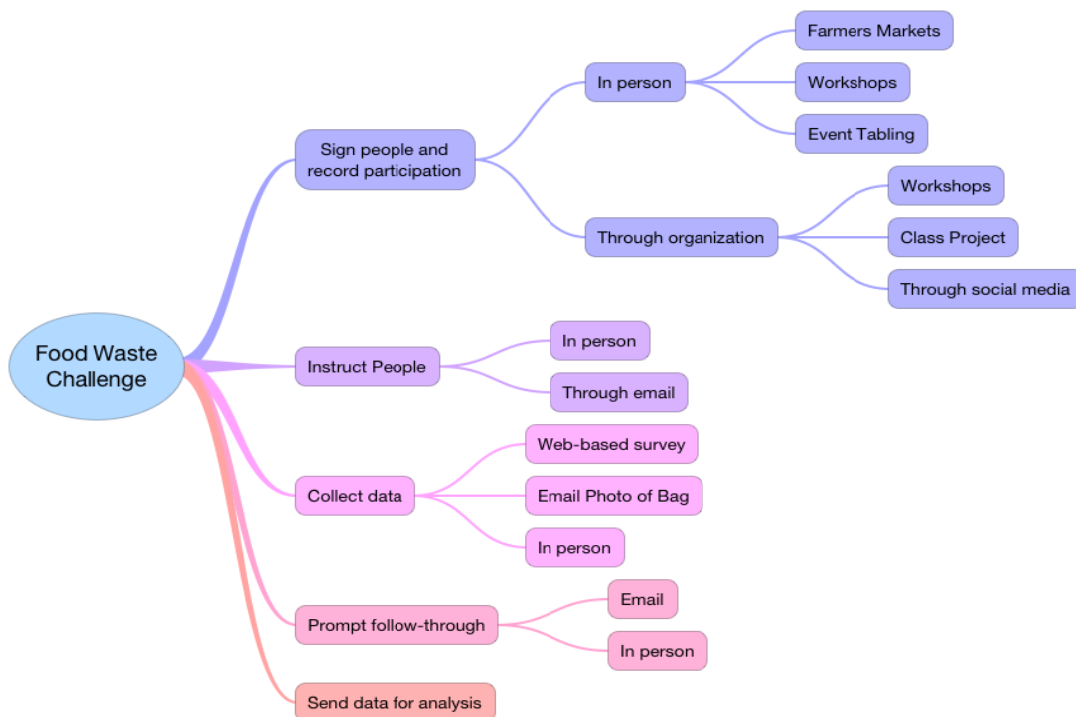 Food Waste
Challenge
Sign people and
record participation
In person
Farmers Markets
Workshops
Event Tabling
Through organization
Workshops
Class Project
Through social media
Instruct People
In person
Through email
Collect data
Web-based survey
Email Photo of Bag
In person
Prompt follow-through
Email
In person
Send data for analysis